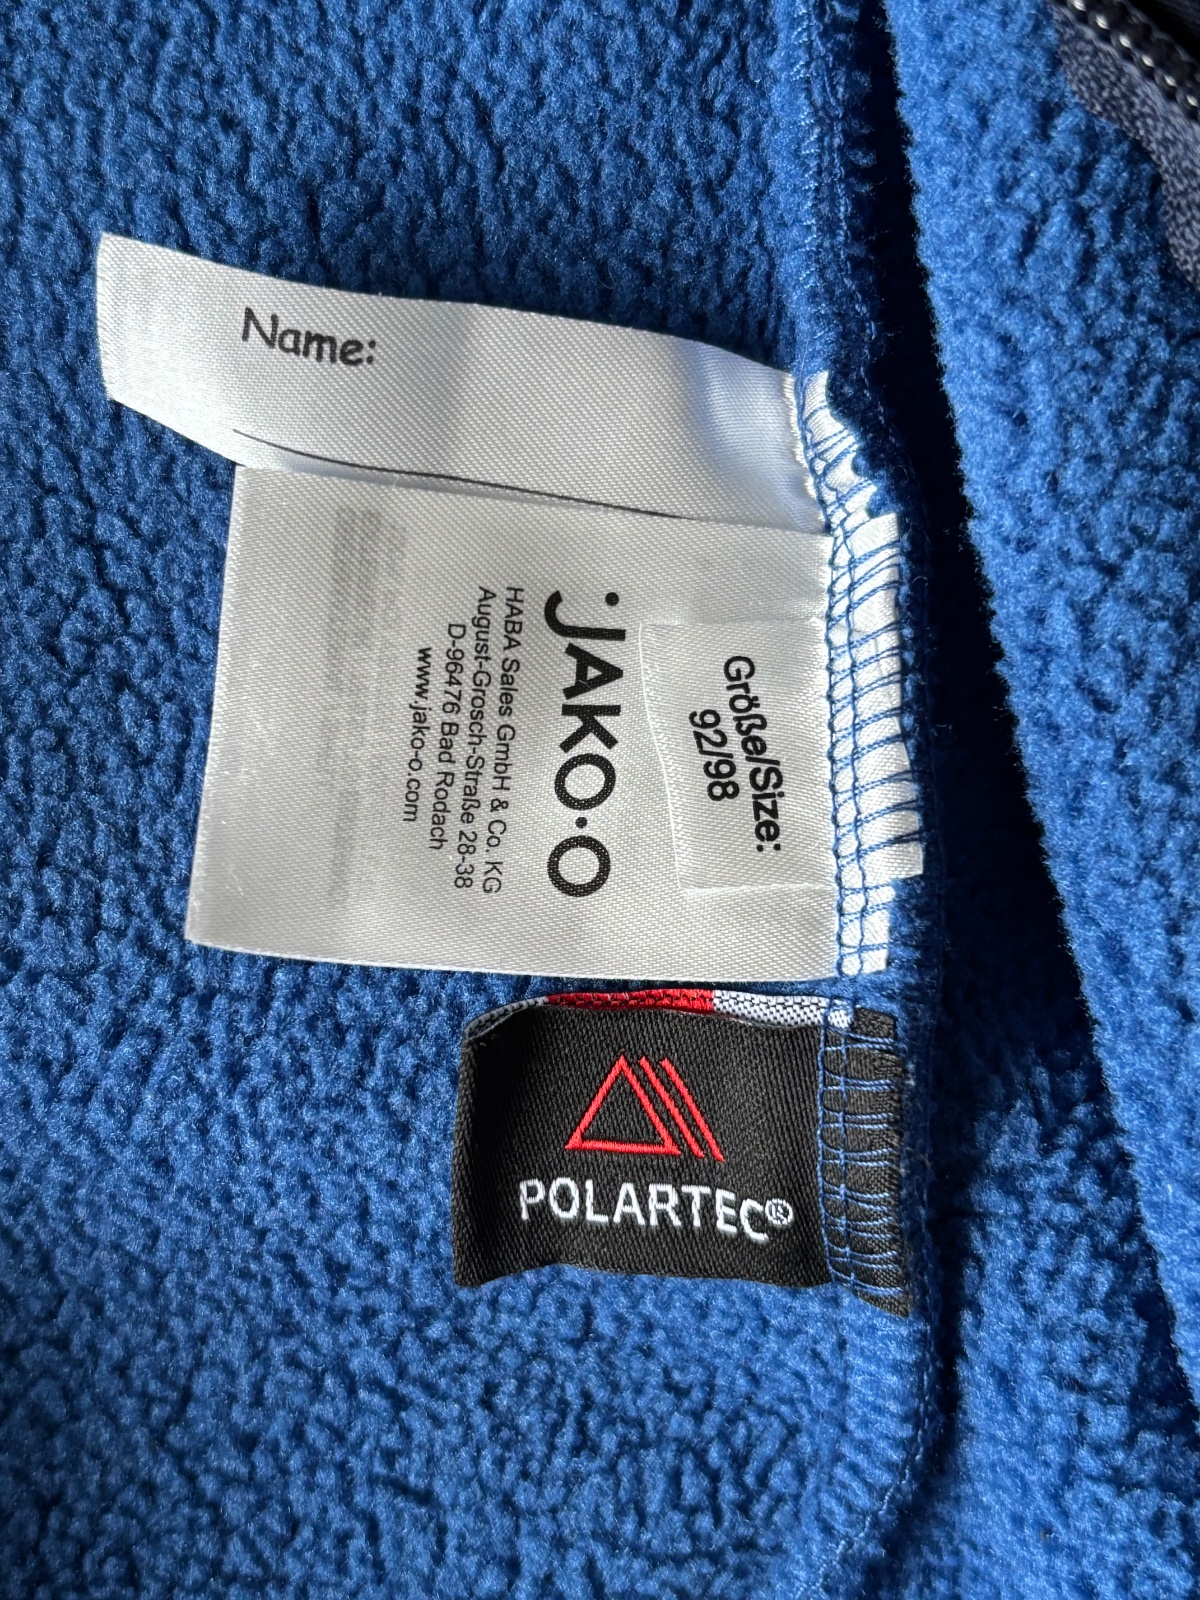 Name:
Größe/Size:
92/98
JAKO·O
HABA Sales GmbH & Co. KG
August-Grosch-Straße 28-38
D-96476 Bad Rodach
www.jako-o.com
POLARTEC®